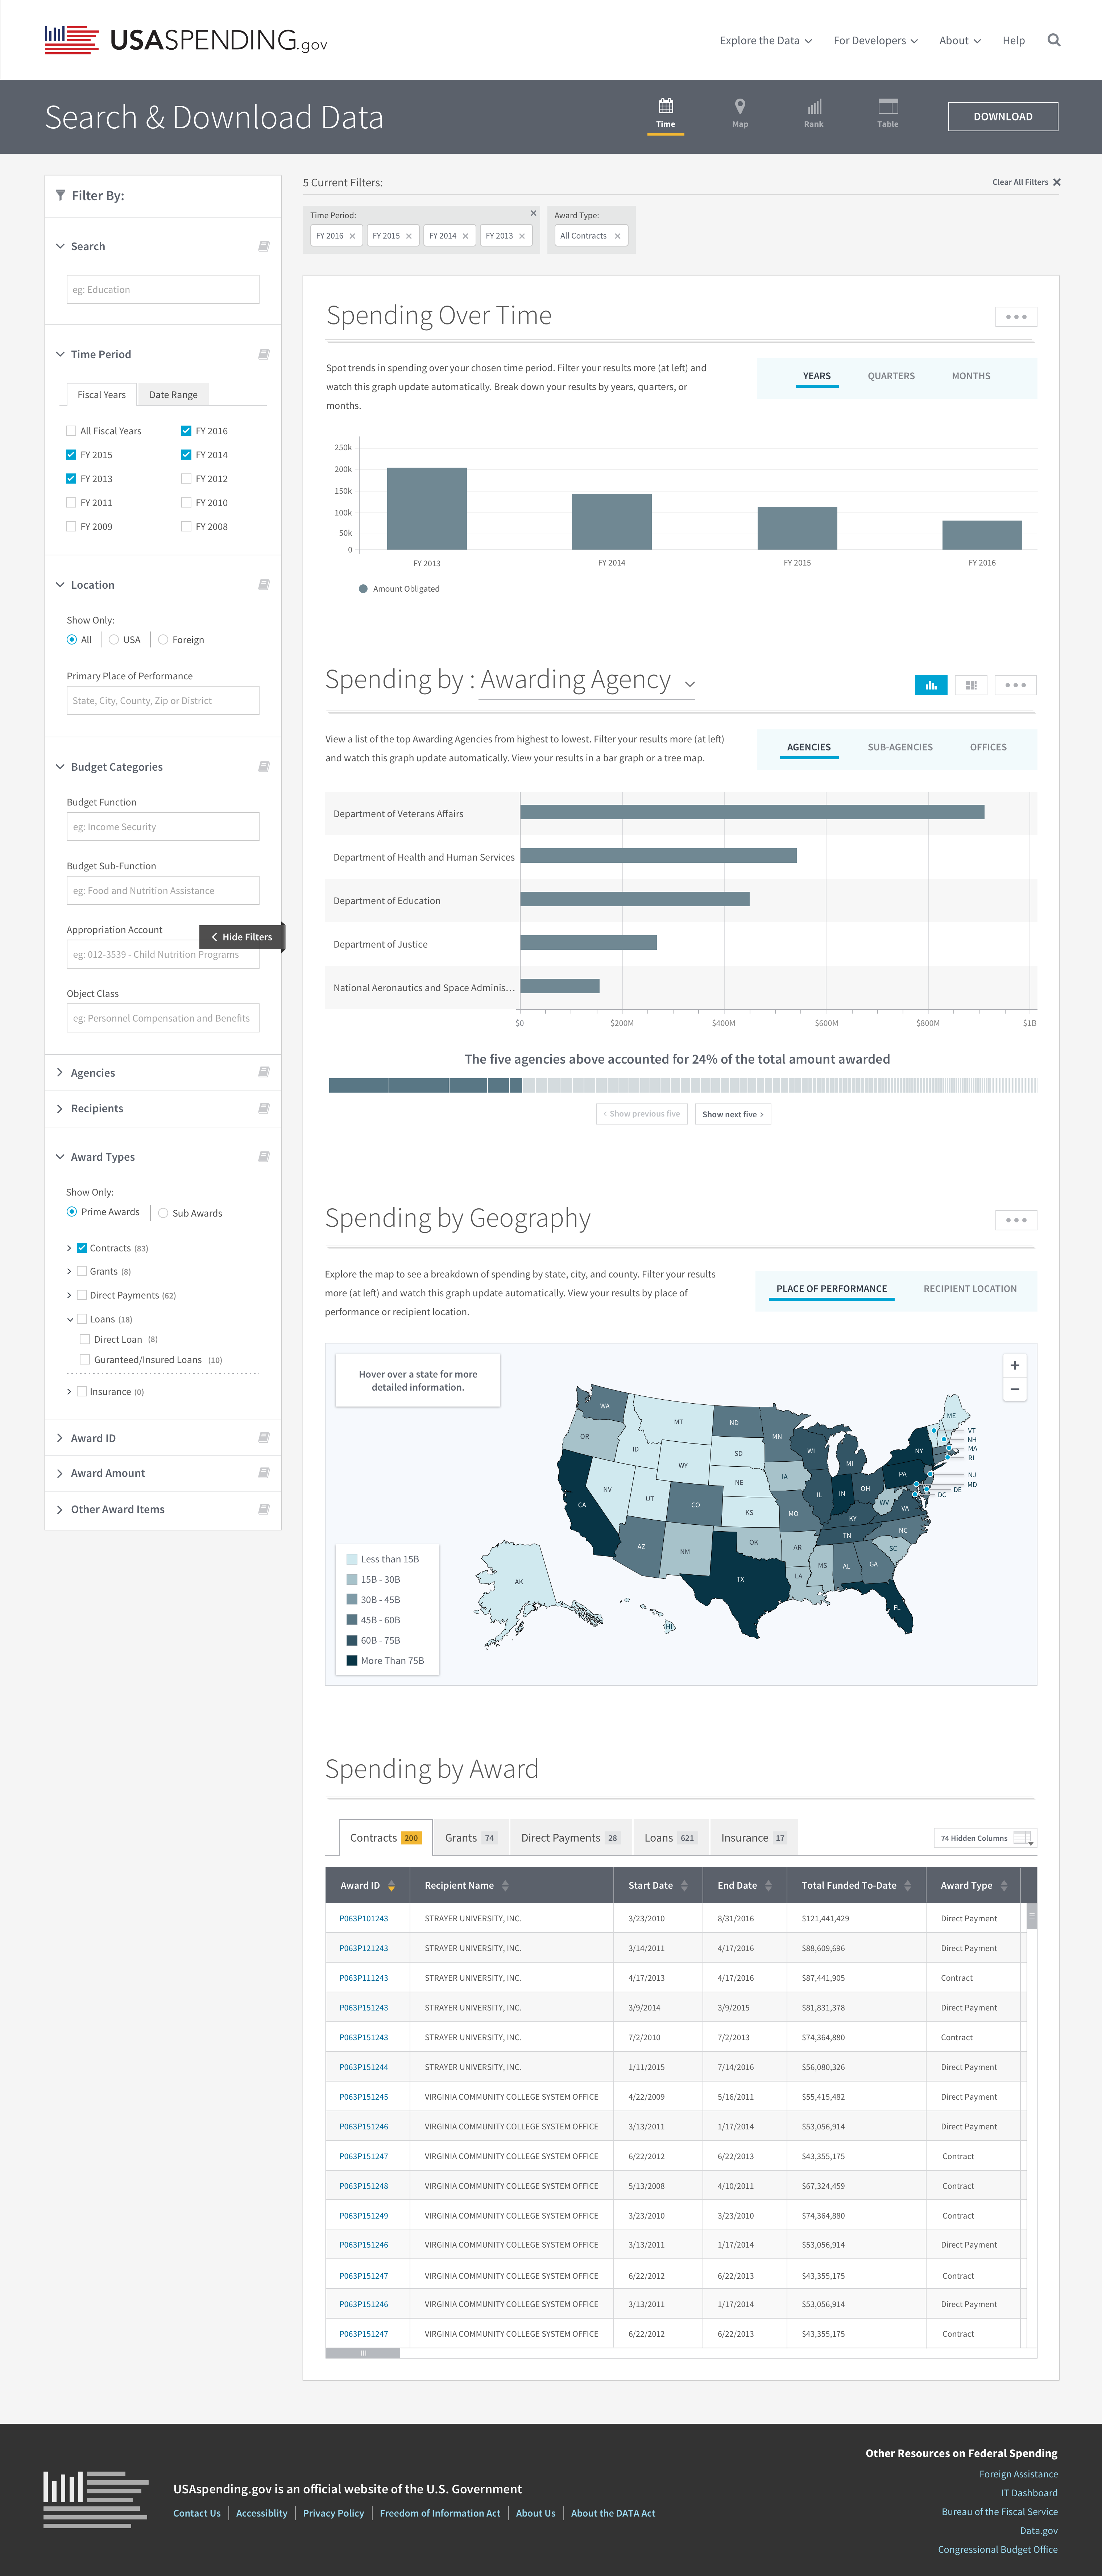 USASPENDING.gov
Explore the Data
For Developers
About
Help
Search & Download Data
Time
Map
Rank
Table
DOWNLOAD
Filter By:
Search
eg: Education
Time Period
Fiscal Years
Date Range
All Fiscal Years
FY 2016
FY 2015
FY 2014
FY 2013
FY 2012
FY 2011
FY 2010
FY 2009
FY 2008
Location
Show Only:
All
USA
Foreign
Primary Place of Performance
State, City, County, Zip or District
Budget Categories
Budget Function
eg: Income Security
Budget Sub-Function
eg: Food and Nutrition Assistance
Appropriation Account
Hide Filters
eg: 012-3539 - Child Nutrition Programs
Object Class
eg: Personnel Compensation and Benefits
Agencies
Recipients
Award Types
Show Only:
Prime Awards
Sub Awards
Contracts (83)
Grants (8)
Direct Payments (62)
Loans (18)
Direct Loan (8)
Guranteed/Insured Loans (10)
Insurance (0)
Award ID
Award Amount
Other Award Items
5 Current Filters:
Clear All Filters
Time Period:
FY 2016
FY 2015
FY 2014
FY 2013
Award Type:
All Contracts
Spending Over Time
Spot trends in spending over your chosen time period. Filter your results more (at left) and
watch this graph update automatically. Break down your results by years, quarters, or
months.
YEARS
QUARTERS
MONTHS
250k
200k
150k
100k
50k
0
FY 2013
FY 2014
FY 2015
FY 2016
Amount Obligated
Spending by : Awarding Agency
View a list of the top Awarding Agencies from highest to lowest. Filter your results more (at left)
and watch this graph update automatically. View your results in a bar graph or a tree map.
AGENCIES
SUB-AGENCIES
OFFICES
Department of Veterans Affairs
Department of Health and Human Services
Department of Education
Department of Justice
National Aeronautics and Space Adminis…
$0
$200M
$400M
$600M
$800M
$1B
The five agencies above accounted for 24% of the total amount awarded
Show previous five
Show next five
Spending by Geography
Explore the map to see a breakdown of spending by state, city, and county. Filter your results
more (at left) and watch this graph update automatically. View your results by place of
performance or recipient location.
PLACE OF PERFORMANCE
RECIPIENT LOCATION
Hover over a state for more
detailed information.
+
−
WA
OR
MT
ID
WY
NV
UT
CA
AZ
CO
NM
ND
SD
NE
KS
OK
TX
MN
IA
MO
AR
LA
WI
IL
MI
IN
OH
KY
TN
MS
AL
GA
FL
SC
NC
VA
WV
PA
NY
ME
VT
NH
MA
RI
NJ
MD
DE
DC
AK
HI
Less than 15B
15B - 30B
30B - 45B
45B - 60B
60B - 75B
More Than 75B
Spending by Award
Contracts 200
Grants 74
Direct Payments 28
Loans 621
Insurance 17
74 Hidden Columns
Award ID Recipient Name Start Date End Date Total Funded To-Date Award Type
P063P101243 STRAYER UNIVERSITY, INC. 3/23/2010 8/31/2016 $121,441,429 Direct Payment
P063P121243 STRAYER UNIVERSITY, INC. 3/14/2011 4/17/2016 $88,609,696 Direct Payment
P063P111243 STRAYER UNIVERSITY, INC. 4/17/2013 4/17/2016 $87,441,905 Contract
P063P151243 STRAYER UNIVERSITY, INC. 3/9/2014 3/9/2015 $81,831,378 Direct Payment
P063P151243 STRAYER UNIVERSITY, INC. 7/2/2010 7/2/2013 $74,364,880 Contract
P063P151244 STRAYER UNIVERSITY, INC. 1/11/2015 7/14/2016 $56,080,326 Direct Payment
P063P151245 VIRGINIA COMMUNITY COLLEGE SYSTEM OFFICE 4/22/2009 5/16/2011 $55,415,482 Direct Payment
P063P151246 VIRGINIA COMMUNITY COLLEGE SYSTEM OFFICE 3/13/2011 1/17/2014 $53,056,914 Direct Payment
P063P151247 VIRGINIA COMMUNITY COLLEGE SYSTEM OFFICE 6/22/2012 6/22/2013 $43,355,175 Contract
P063P151248 VIRGINIA COMMUNITY COLLEGE SYSTEM OFFICE 5/13/2008 4/10/2011 $67,324,459 Contract
P063P151249 VIRGINIA COMMUNITY COLLEGE SYSTEM OFFICE 3/23/2010 3/23/2010 $74,364,880 Contract
P063P151246 VIRGINIA COMMUNITY COLLEGE SYSTEM OFFICE 3/13/2011 1/17/2014 $53,056,914 Direct Payment
P063P151247 VIRGINIA COMMUNITY COLLEGE SYSTEM OFFICE 6/22/2012 6/22/2013 $43,355,175 Contract
P063P151246 VIRGINIA COMMUNITY COLLEGE SYSTEM OFFICE 3/13/2011 1/17/2014 $53,056,914 Direct Payment
P063P151247 VIRGINIA COMMUNITY COLLEGE SYSTEM OFFICE 6/22/2012 6/22/2013 $43,355,175 Contract
USAspending.gov is an official website of the U.S. Government
Contact Us
Accessiblity
Privacy Policy
Freedom of Information Act
About Us
About the DATA Act
Other Resources on Federal Spending
Foreign Assistance
IT Dashboard
Bureau of the Fiscal Service
Data.gov
Congressional Budget Office